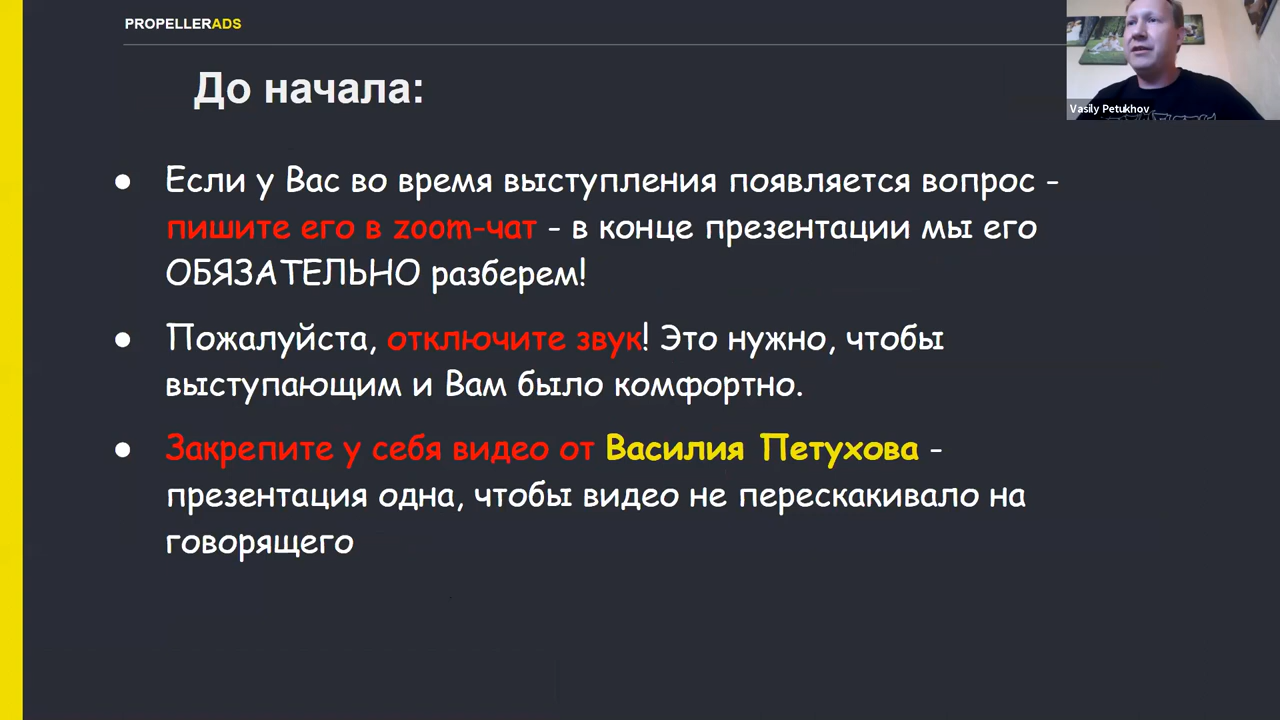 PROPELLERADS
Vasily Petukhov
До начала:
● Если у Вас во время выступления появляется вопрос -
пишите его в zoom-чат - в конце презентации мы его
ОБЯЗАТЕЛЬНО разберем!
● Пожалуйста, отключите звук! Это нужно, чтобы
выступающим и Вам было комфортно.
● Закрепите у себя видео от Василия Петухова -
презентация одна, чтобы видео не перескакивало на
говорящего